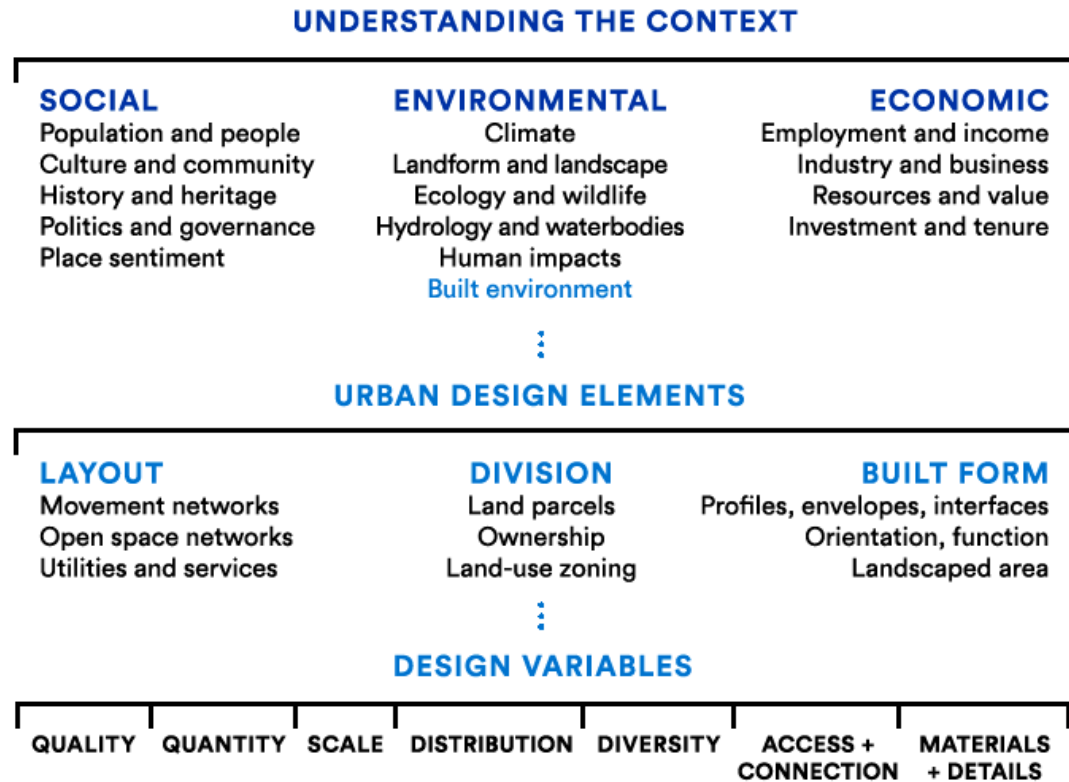 UNDERSTANDING THE CONTEXT
SOCIAL
Population and people
Culture and community
History and heritage
Politics and governance
Place sentiment
ENVIRONMENTAL
Climate
Landform and landscape
Ecology and wildlife
Hydrology and waterbodies
Human impacts
Built environment
ECONOMIC
Employment and income
Industry and business
Resources and value
Investment and tenure
URBAN DESIGN ELEMENTS
LAYOUT
Movement networks
Open space networks
Utilities and services
DIVISION
Land parcels
Ownership
Land-use zoning
BUILT FORM
Profiles, envelopes, interfaces
Orientation, function
Landscaped area
DESIGN VARIABLES
QUALITY
QUANTITY
SCALE
DISTRIBUTION
DIVERSITY
ACCESS +
CONNECTION
MATERIALS
+ DETAILS